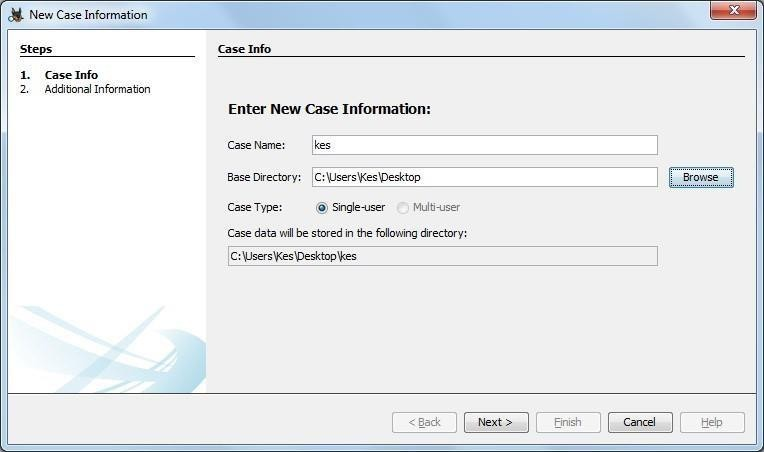 New Case Information
Steps
1. Case Info
2. Additional Information
Case Info
Enter New Case Information:
Case Name: kes
Base Directory: C:\Users\Kes\Desktop Browse
Case Type: Single-user Multi-user
Case data will be stored in the following directory:
C:\Users\Kes\Desktop\kes
< Back Next > Finish Cancel Help